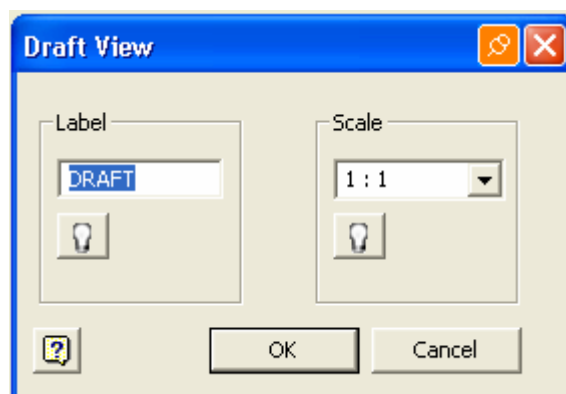 Draft View
Label
Scale
DRAFT
1 : 1
?
OK
Cancel